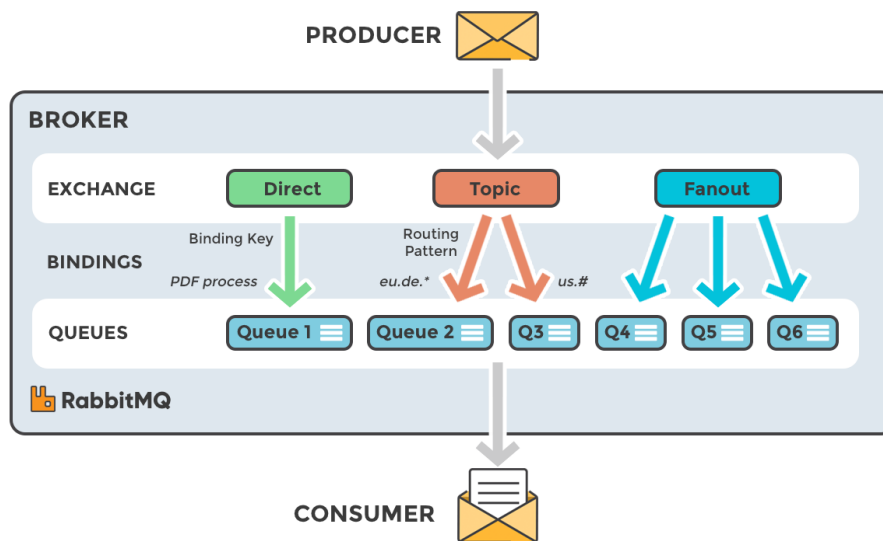 PRODUCER
BROKER
EXCHANGE
Direct
Topic
Fanout
Binding Key
Routing
Pattern
BINDINGS
PDF process
eu.de.*
us.#
QUEUES
Queue 1
Queue 2
Q3
Q4
Q5
Q6
RabbitMQ
CONSUMER